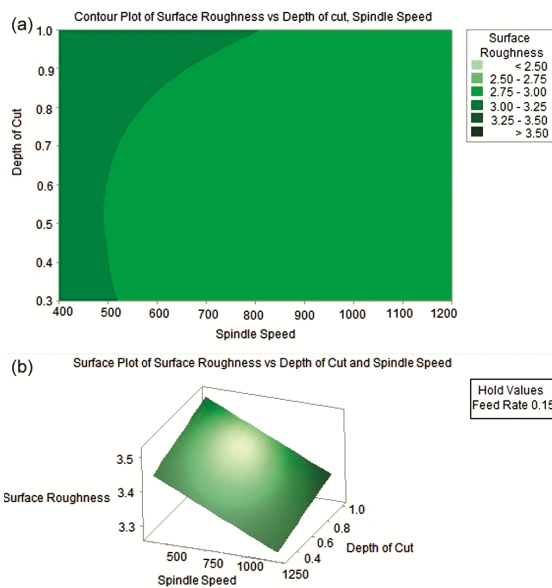 (a)
Contour Plot of Surface Roughness vs Depth of cut, Spindle Speed
Surface
Roughness
< 2.50
2.50 - 2.75
2.75 - 3.00
3.00 - 3.25
3.25 - 3.50
> 3.50
Depth of Cut
1.0
0.9
0.8
0.7
0.6
0.5
0.4
0.3
400 500 600 700 800 900 1000 1100 1200
Spindle Speed
(b)
Surface Plot of Surface Roughness vs Depth of Cut and Spindle Speed
Hold Values
Feed Rate 0.15
3.5
3.4
3.3
Surface Roughness
500 750 1000 1250
Spindle Speed
1.0
0.8
0.6
0.4
Depth of Cut